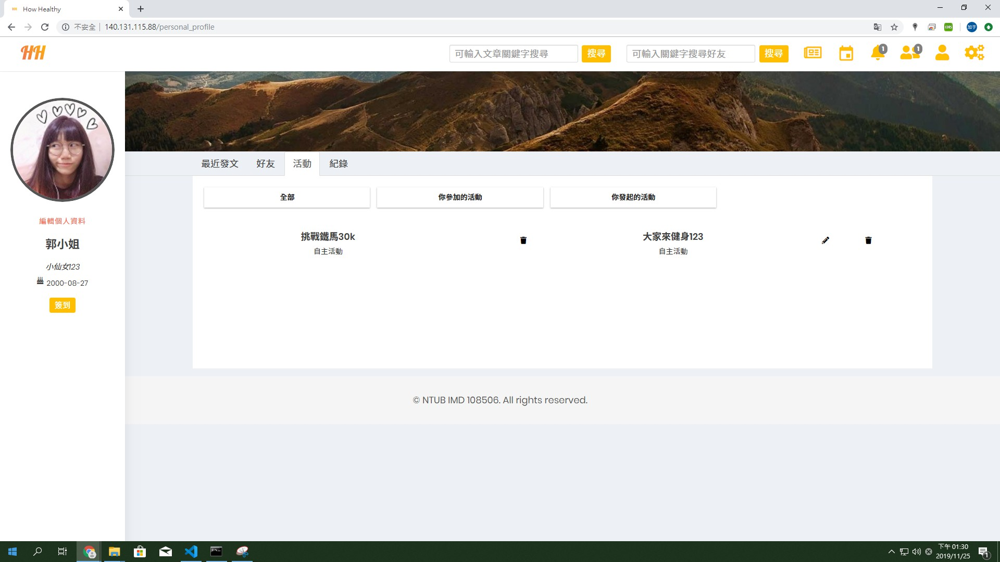 How Healthy
不安全 140.131.115.88/personal_profile
CORS
加于
HH
可輸入文章關鍵字搜尋 搜尋 可輸入關鍵字搜尋好友 搜尋 1 1
最近發文 好友 活動 紀錄
全部 你參加的活動 你發起的活動
編輯個人資料
郭小姐
小仙女123
2000-08-27
簽到
挑戰鐵馬30k
自主活動
大家來健身123
自主活動
© NTUB IMD 108506. All rights reserved.
下午 01:30
2019/11/25
1